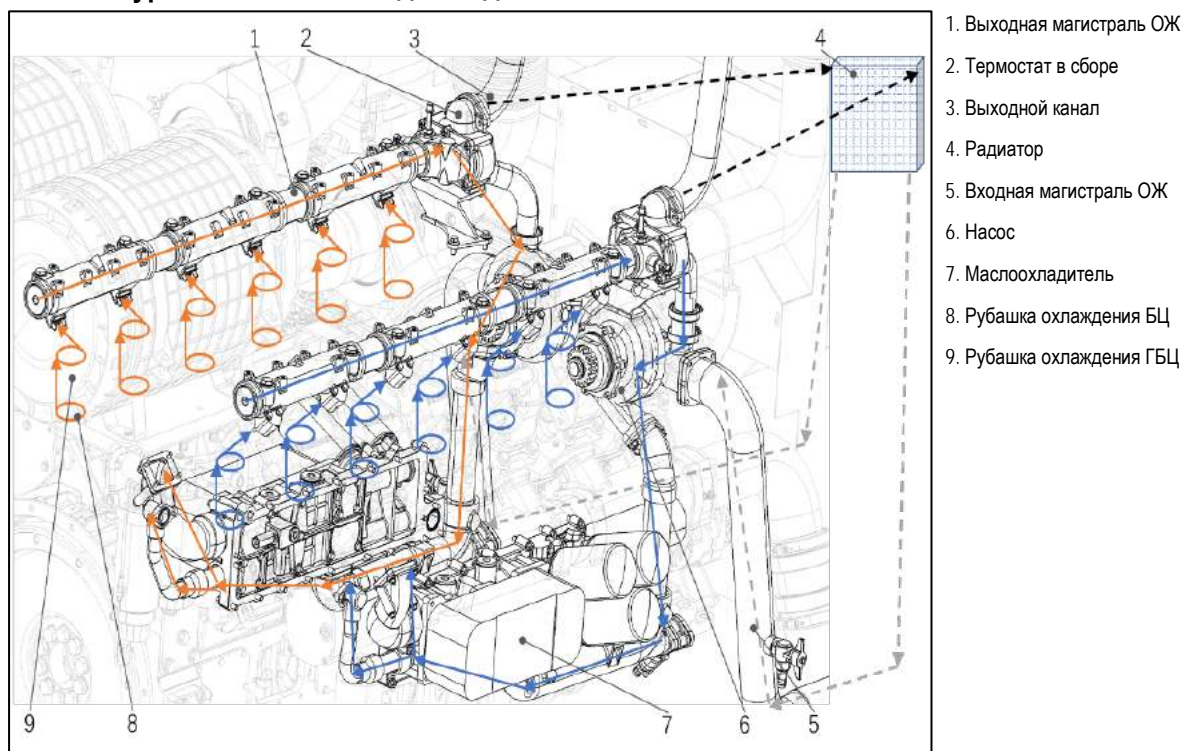 1
2
3
4
9
8
7
6
5
1. Выходная магистраль ОЖ
2. Термостат в сборе
3. Выходной канал
4. Радиатор
5. Входная магистраль ОЖ
6. Насос
7. Маслоохладитель
8. Рубашка охлаждения БЦ
9. Рубашка охлаждения ГБЦ